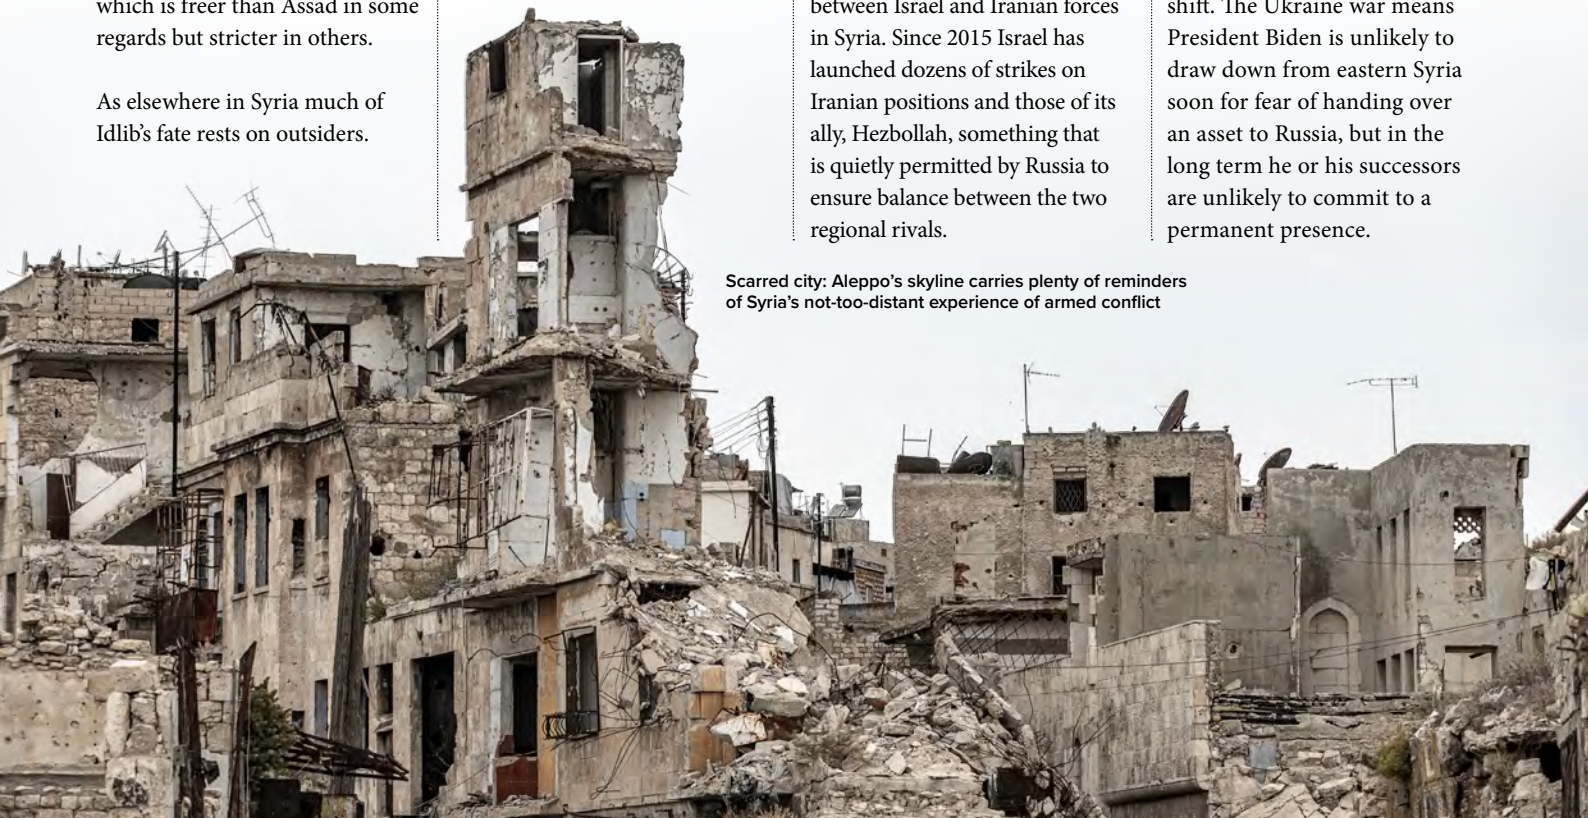 which is freer than Assad in some
regards but stricter in others.
As elsewhere in Syria much of
Idlib's fate rests on outsiders.
between Israel and Iranian forces
in Syria. Since 2015 Israel has
launched dozens of strikes on
Iranian positions and those of its
ally, Hezbollah, something that
is quietly permitted by Russia to
ensure balance between the two
regional rivals.
shift. The Ukraine war means
President Biden is unlikely to
draw down from eastern Syria
soon for fear of handing over
an asset to Russia, but in the
long term he or his successors
are unlikely to commit to a
permanent presence.
Scarred city: Aleppo's skyline carries plenty of reminders
of Syria's not-too-distant experience of armed conflict